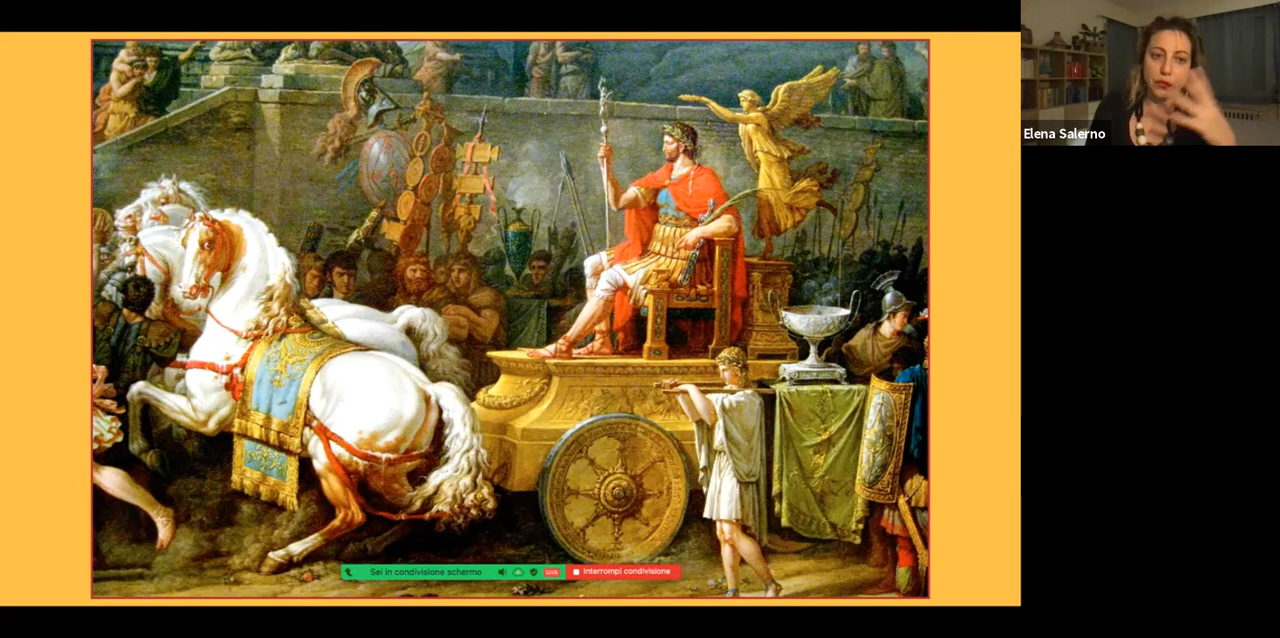 Elena Salerno
Sei in condivisione schermo
LIVE
Interrompi condivisione